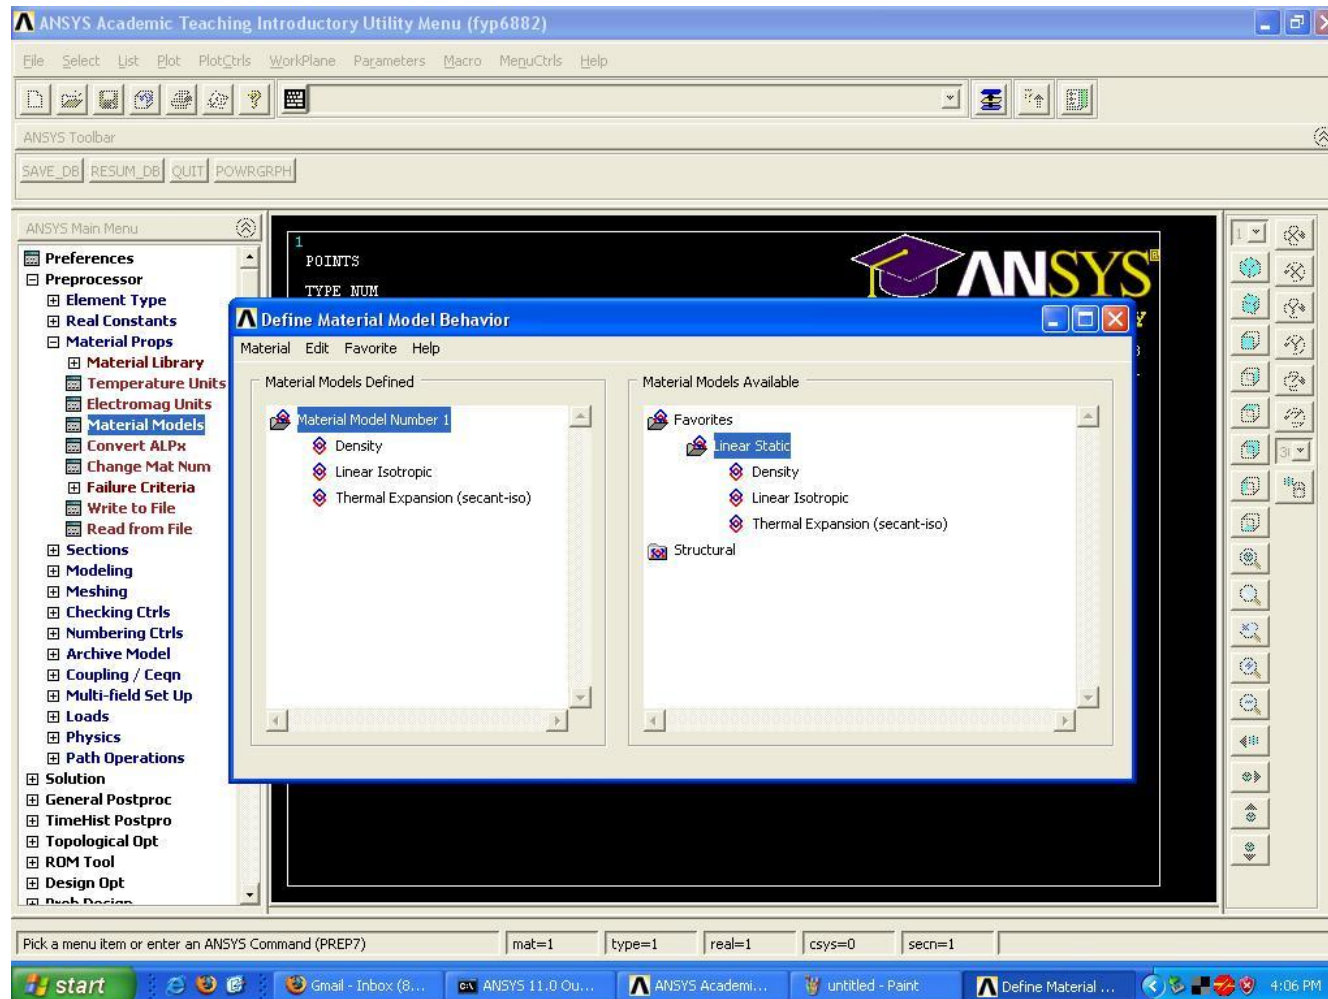 ANSYS Academic Teaching Introductory Utility Menu (fyp6882)
File Select List Plot PlotCtrls WorkPlane Parameters Macro MenuCtrls Help
ANSYS Toolbar
SAVE_DB RESUM_DB QUIT POWRGRPH
ANSYS Main Menu
Preferences
Preprocessor
Element Type
Real Constants
Material Props
Material Library
Temperature Units
Electromag Units
Material Models
Convert ALPx
Change Mat Num
Failure Criteria
Write to File
Read from File
Sections
Modeling
Meshing
Checking Ctrls
Numbering Ctrls
Archive Model
Coupling / Ceqn
Multi-field Set Up
Loads
Physics
Path Operations
Solution
General Postproc
TimeHist Postpro
Topological Opt
ROM Tool
Design Opt
1
POINTS
TYPE NUM
ANSYS
Define Material Model Behavior
Material Edit Favorite Help
Material Models Defined
Material Model Number 1
Density
Linear Isotropic
Thermal Expansion (secant-iso)
Material Models Available
Favorites
Linear Static
Density
Linear Isotropic
Thermal Expansion (secant-iso)
Structural
1
Pick a menu item or enter an ANSYS Command (PREP7) mat=1 type=1 real=1 csys=0 secn=1
start Gmail - Inbox (8... ANSYS 11.0 Ou... ANSYS Academi... untitled - Paint Define Material ... 4:06 PM